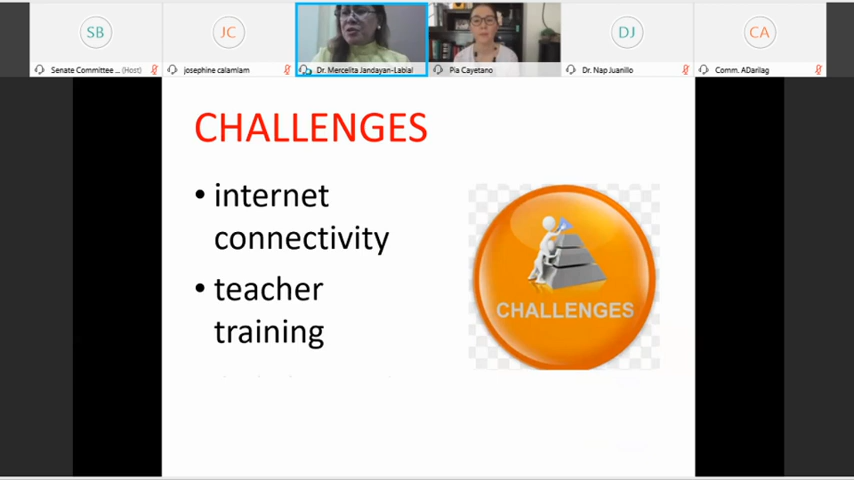 SB
JC
DJ
CA
Senate Committee ... (Host)
josephine calamlam
Dr. Mercelita Jandayan-Labial
Pia Cayetano
Dr. Nap Juanillo
Comm. ADarilag
CHALLENGES
• internet
connectivity
• teacher
training
CHALLENGES